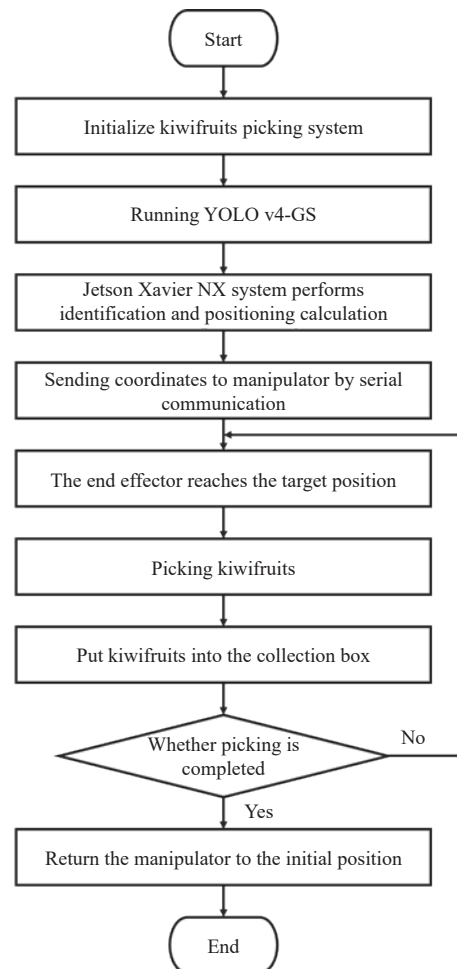 Start
Initialize kiwifruits picking system
Running YOLO v4-GS
Jetson Xavier NX system performs
identification and positioning calculation
Sending coordinates to manipulator by serial
communication
The end effector reaches the target position
Picking kiwifruits
Put kiwifruits into the collection box
Whether picking is
completed
No
Yes
Return the manipulator to the initial position
End